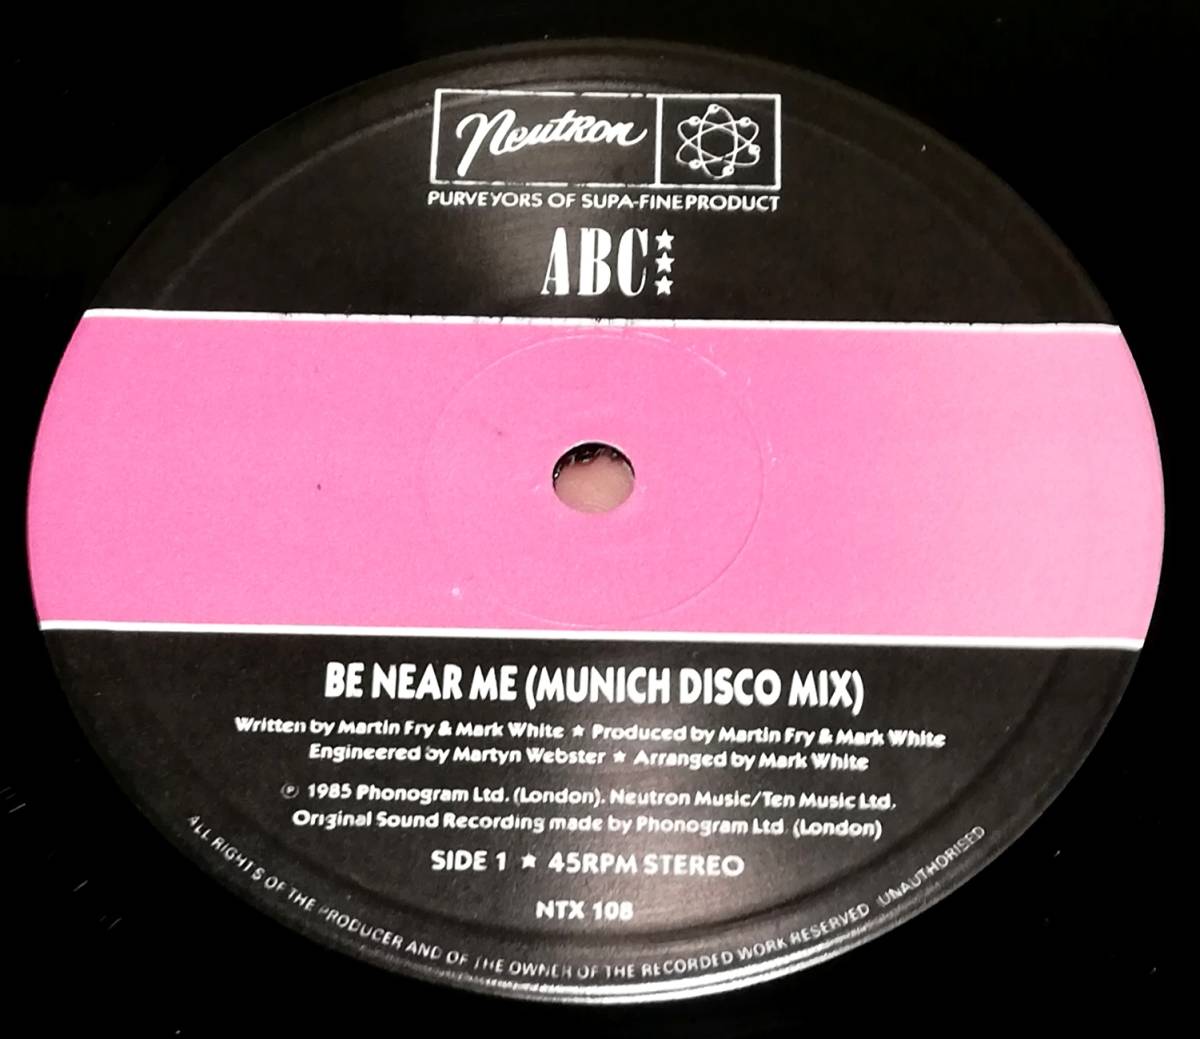 Neutron
PURVEYORS OF SUPA-FINE PRODUCT
ABC
BE NEAR ME (MUNICH DISCO MIX)
Written by Martin Fry & Mark White ★ Produced by Martin Fry & Mark White
Engineered by Martyn Webster ★ Arranged by Mark White
℗ 1985 Phonogram Ltd. (London). Neutron Music/Ten Music Ltd.
Original Sound Recording made by Phonogram Ltd. (London)
SIDE 1 ★ 45RPM STEREO
NTX 108
ALL RIGHTS OF THE PRODUCER AND OF THE OWNER OF THE RECORDED WORK RESERVED UNAUTHORISED